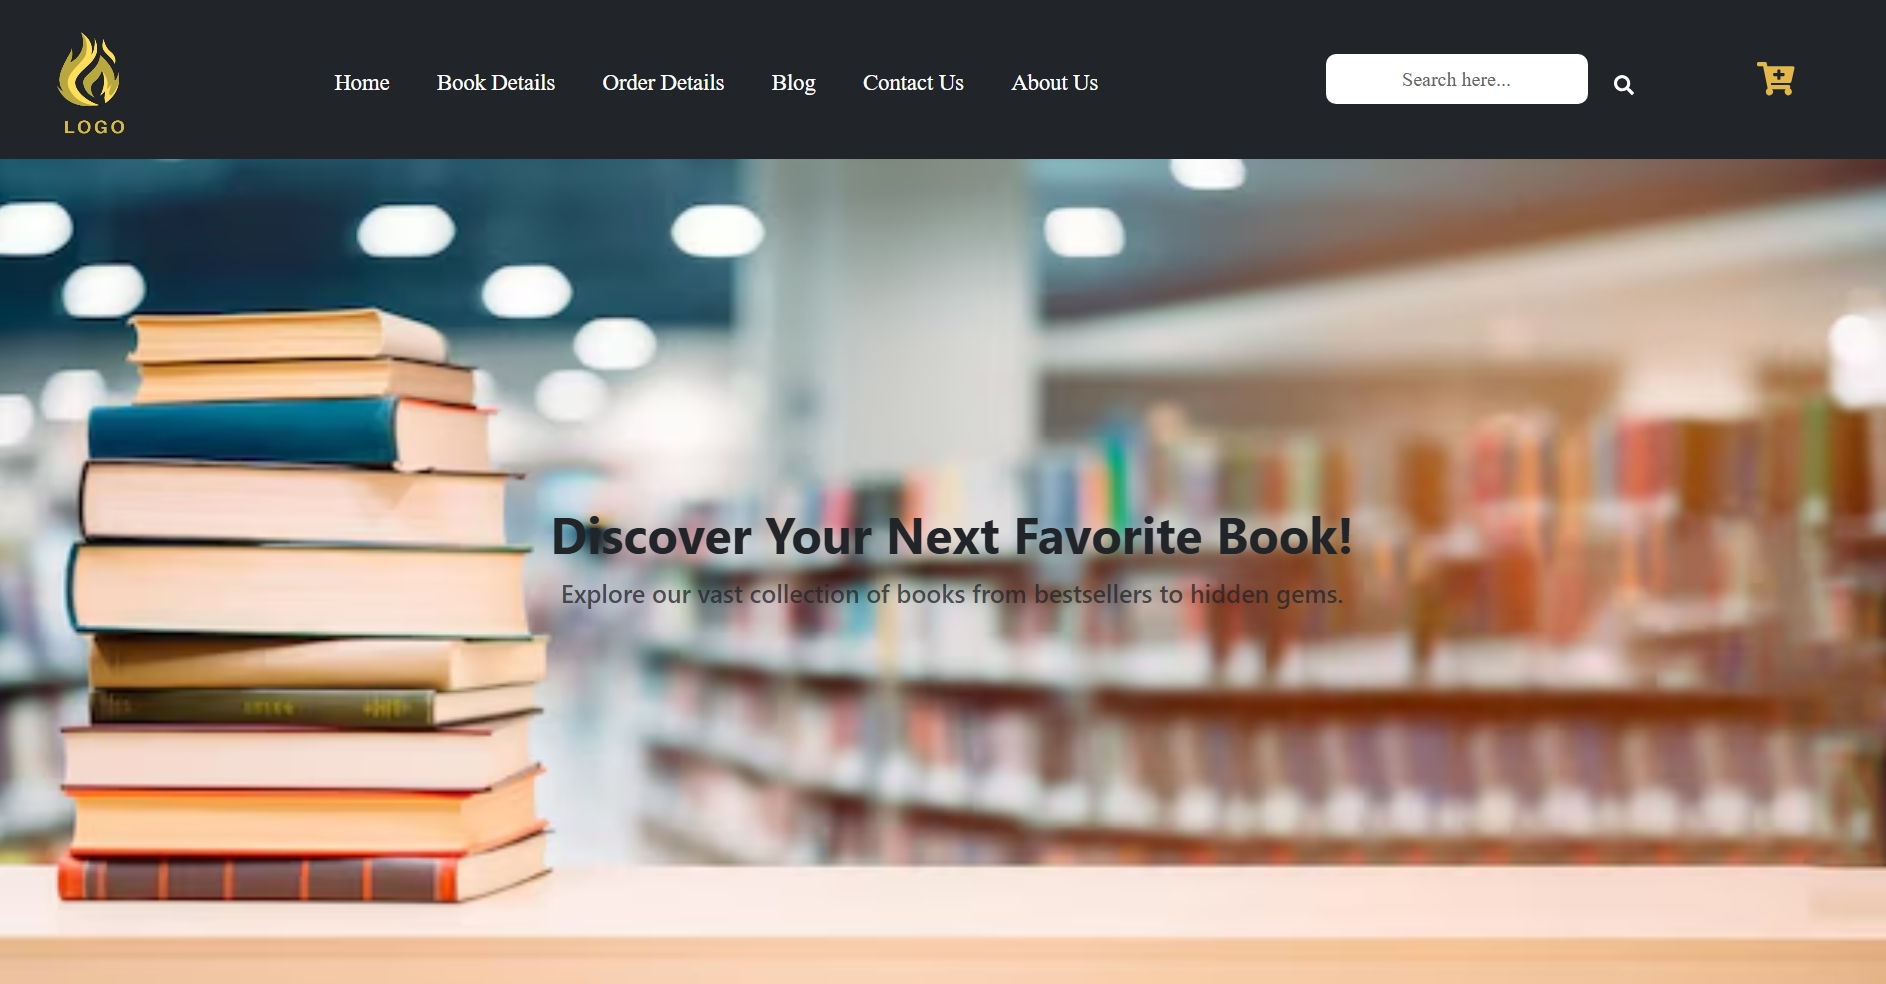 LOGO
Home Book Details Order Details Blog Contact Us About Us Search here...
Discover Your Next Favorite Book!
Explore our vast collection of books from bestsellers to hidden gems.